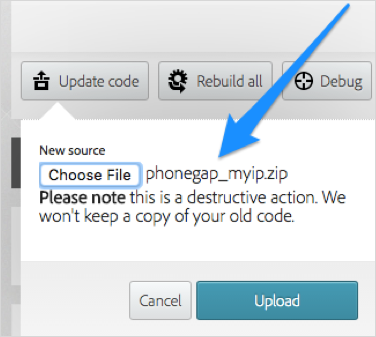 Update code Rebuild all Debug
New source
Choose File phonegap_myip.zip
Please note this is a destructive action. We
won't keep a copy of your old code.
Cancel Upload